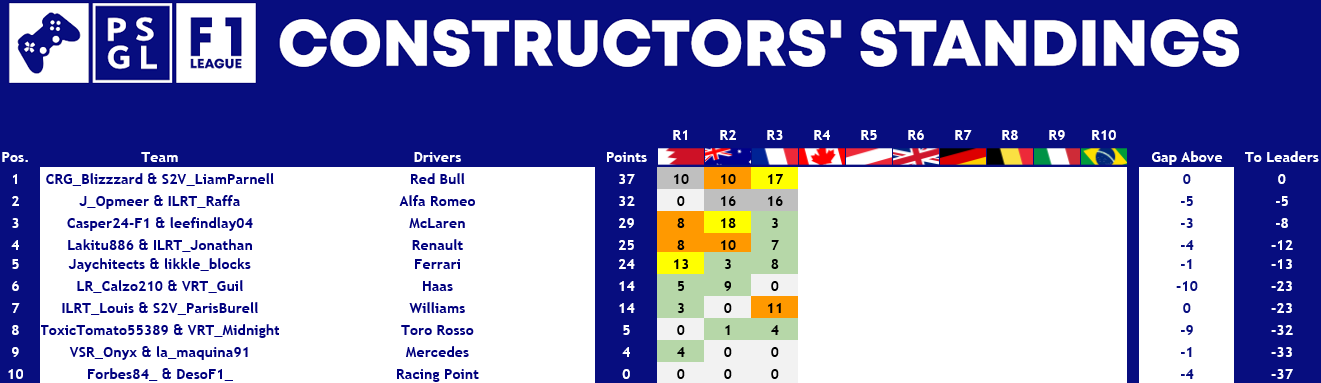 PS
GL
F1
LEAGUE
CONSTRUCTORS' STANDINGS
R1 R2 R3 R4 R5 R6 R7 R8 R9 R10
Pos. Team Drivers Points Gap Above To Leaders
1 CRG_Blizzzard & S2V_LiamParnell Red Bull 37 10 10 17 0 0
2 J_Opmeer & ILRT_Raffa Alfa Romeo 32 0 16 16 -5 -5
3 Casper24-F1 & leefindlay04 McLaren 29 8 18 3 -3 -8
4 Lakitu886 & ILRT_Jonathan Renault 25 8 10 7 -4 -12
5 Jaychitects & likkle_blocks Ferrari 24 13 3 8 -1 -13
6 LR_Calzo210 & VRT_Guil Haas 14 5 9 0 -10 -23
7 ILRT_Louis & S2V_ParisBurell Williams 14 3 0 11 0 -23
8 ToxicTomato55389 & VRT_Midnight Toro Rosso 5 0 1 4 -9 -32
9 VSR_Onyx & la_maquina91 Mercedes 4 4 0 0 -1 -33
10 Forbes84_ & DesoF1_ Racing Point 0 0 0 0 -4 -37